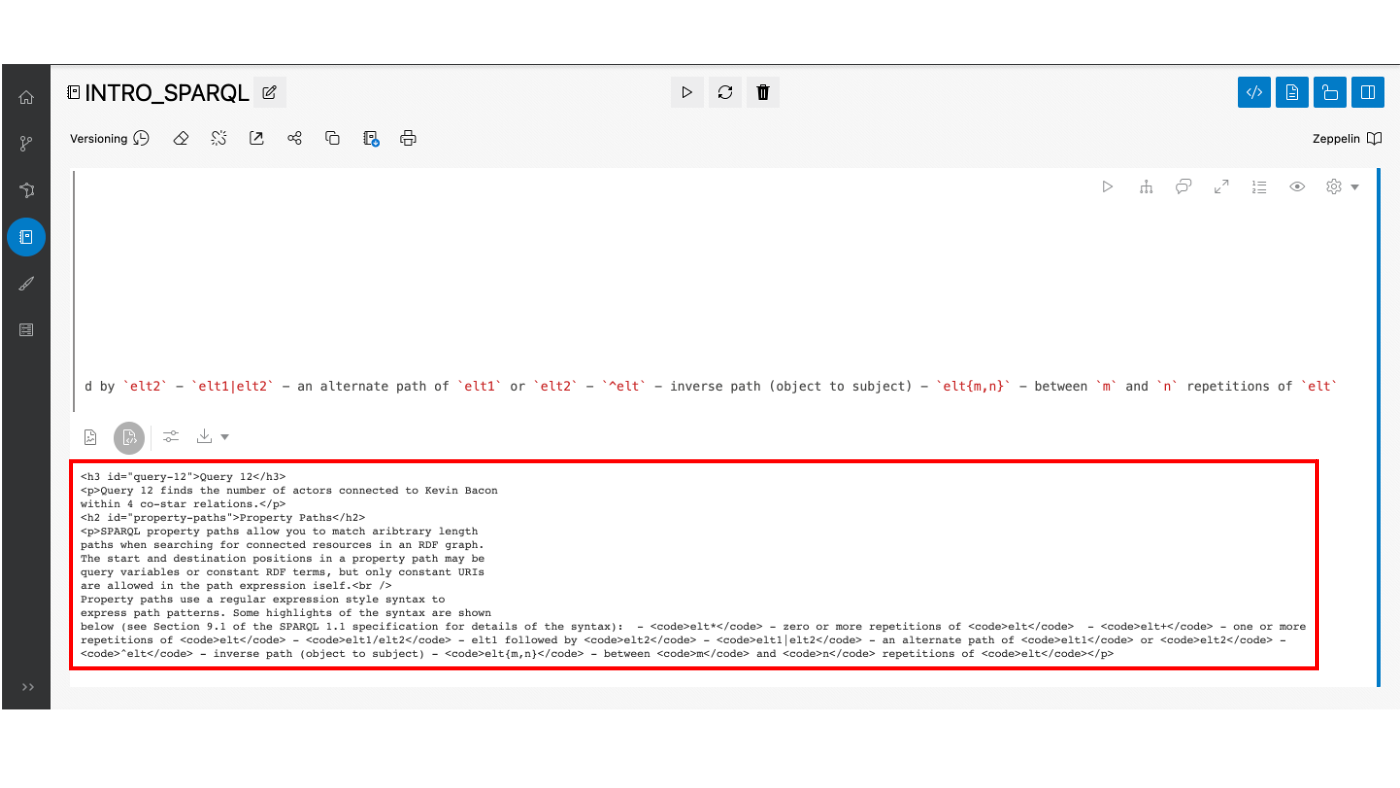 INTRO_SPARQL
Versioning
Zeppelin
d by `elt2` – `elt1|elt2` – an alternate path of `elt1` or `elt2` – `^elt` – inverse path (object to subject) – `elt{m,n}` – between `m` and `n` repetitions of `elt`
<h3 id="query-12">Query 12</h3>
<p>Query 12 finds the number of actors connected to Kevin Bacon
within 4 co-star relations.</p>
<h2 id="property-paths">Property Paths</h2>
<p>SPARQL property paths allow you to match aribtrary length
paths when searching for connected resources in an RDF graph.
The start and destination positions in a property path may be
query variables or constant RDF terms, but only constant URIs
are allowed in the path expression iself.<br />
Property paths use a regular expression style syntax to
express path patterns. Some highlights of the syntax are shown
below (see Section 9.1 of the SPARQL 1.1 specification for details of the syntax):  – <code>elt*</code> – zero or more repetitions of <code>elt</code>  – <code>elt+</code> – one or more
repetitions of <code>elt</code> – <code>elt1/elt2</code> – elt1 followed by <code>elt2</code> – <code>elt1|elt2</code> – an alternate path of <code>elt1</code> or <code>elt2</code> –
<code>^elt</code> – inverse path (object to subject) – <code>elt{m,n}</code> – between <code>m</code> and <code>n</code> repetitions of <code>elt</code></p>